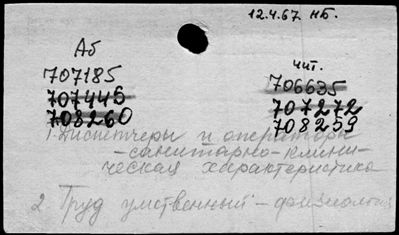 12.4.67. НБ.
Аб
чит.
707185
706635
707445
707272
708260
708259
1. Диспетчеры и операторы
-санитарно-клини-
ческая характеристика
2 Труд умственный - физиология